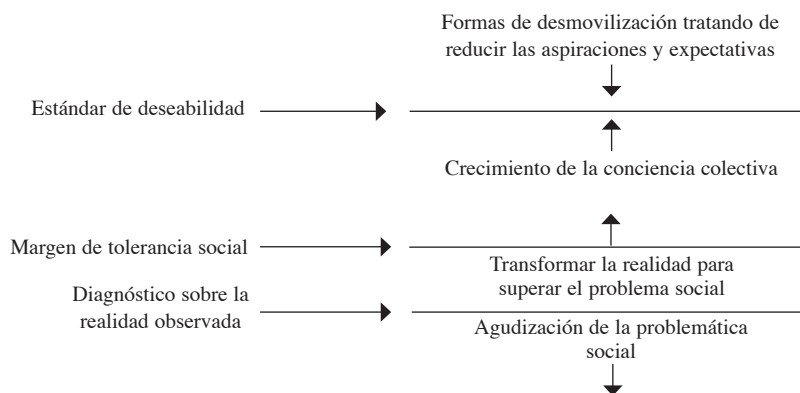 Formas de desmovilización tratando de
reducir las aspiraciones y expectativas
Estándar de deseabilidad
Crecimiento de la conciencia colectiva
Margen de tolerancia social
Transformar la realidad para
superar el problema social
Diagnóstico sobre la
realidad observada
Agudización de la problemática
social